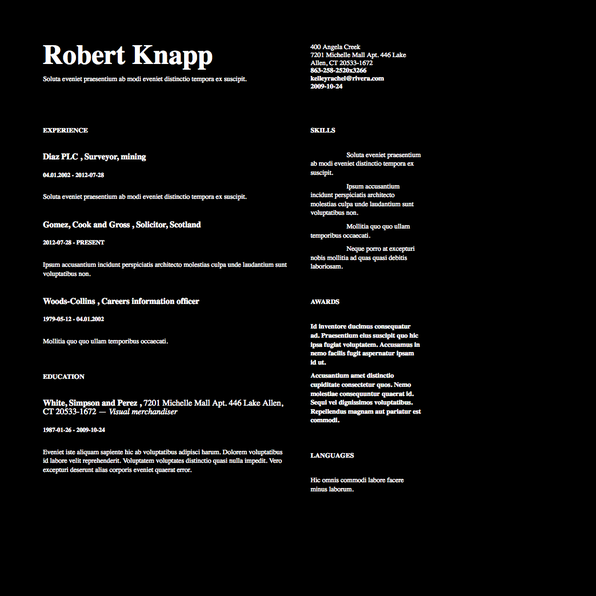 Robert Knapp
Soluta eveniet praesentium ab modi eveniet distinctio tempora ex suscipit.
400 Angela Creek
7201 Michelle Mall Apt. 446 Lake
Allen, CT 20533-1672
863-258-2520x3266
kelleyrachel@rivera.com
2009-10-24
EXPERIENCE
Diaz PLC , Surveyor, mining
04.01.2002 - 2012-07-28
Soluta eveniet praesentium ab modi eveniet distinctio tempora ex suscipit.
Gomez, Cook and Gross , Solicitor, Scotland
2012-07-28 - PRESENT
Ipsum accusantium incidunt perspiciatis architecto molestias culpa unde laudantium sunt
voluptatibus non.
Woods-Collins , Careers information officer
1979-05-12 - 04.01.2002
Mollitia quo quo ullam temporibus occaecati.
EDUCATION
White, Simpson and Perez , 7201 Michelle Mall Apt. 446 Lake Allen,
CT 20533-1672 — Visual merchandiser
1987-01-26 - 2009-10-24
Eveniet iste aliquam sapiente hic ab voluptatibus adipisci harum. Dolorem voluptatibus
id labore velit reprehenderit. Voluptatem voluptates distinctio quasi nulla impedit. Vero
excepturi deserunt alias corporis eveniet quaerat error.
SKILLS
Soluta eveniet praesentium
ab modi eveniet distinctio tempora ex
suscipit.
Ipsum accusantium
incidunt perspiciatis architecto
molestias culpa unde laudantium sunt
voluptatibus non.
Mollitia quo quo ullam
temporibus occaecati.
Neque porro at excepturi
nobis mollitia ad quas quasi debitis
laboriosam.
AWARDS
Id inventore ducimus consequatur
ad. Praesentium eius suscipit quo hic
ipsa fugiat voluptatem. Accusamus in
nemo facilis fugit aspernatur ipsam
id ut.
Accusantium amet distinctio
cupiditate consectetur quos. Nemo
molestiae consequuntur quaerat id.
Sequi vel dignissimos voluptatibus.
Repellendus magnam aut pariatur est
commodi.
LANGUAGES
Hic omnis commodi labore facere
minus laborum.